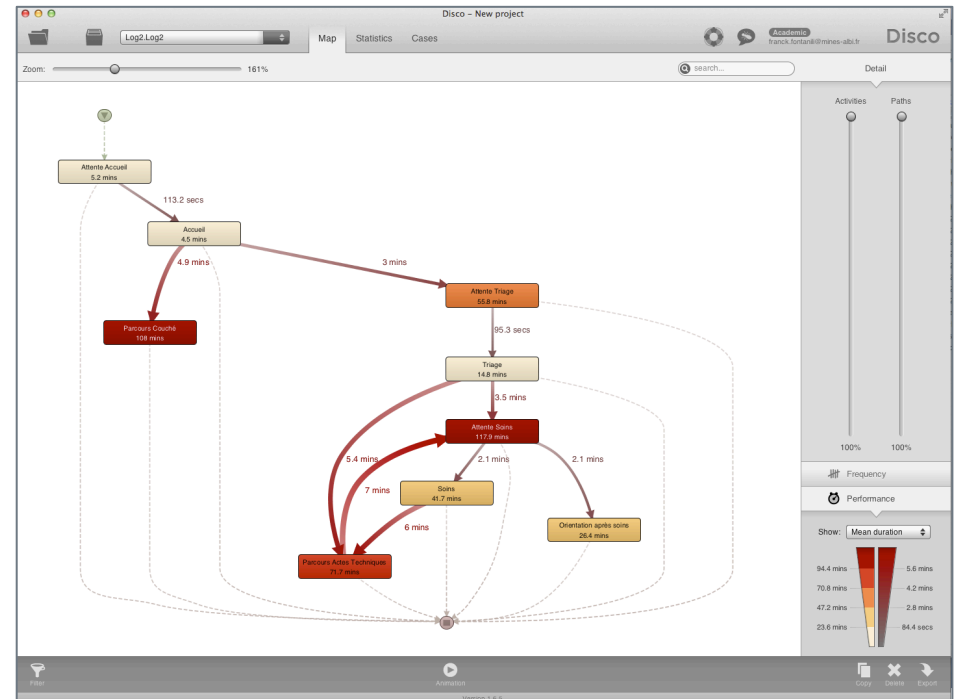 Disco – New project
Log2.Log2
Map
Statistics
Cases
Academic
franck.fontanili@mines-albi.fr
Disco
Zoom:
161%
search...
Detail
Activities
Paths
Attente Accueil
5.2 mins
113.2 secs
Accueil
4.5 mins
4.9 mins
3 mins
Attente Triage
55.8 mins
Parcours Couché
108 mins
95.3 secs
Triage
14.8 mins
3.5 mins
Attente Soins
117.9 mins
5.4 mins
2.1 mins
2.1 mins
7 mins
Soins
41.7 mins
6 mins
Orientation après soins
26.4 mins
Parcours Actes Techniques
71.7 mins
100%
100%
Frequency
Performance
Show:
Mean duration
94.4 mins
5.6 mins
70.8 mins
4.2 mins
47.2 mins
2.8 mins
23.6 mins
84.4 secs
Filter
Animation
Copy
Delete
Export